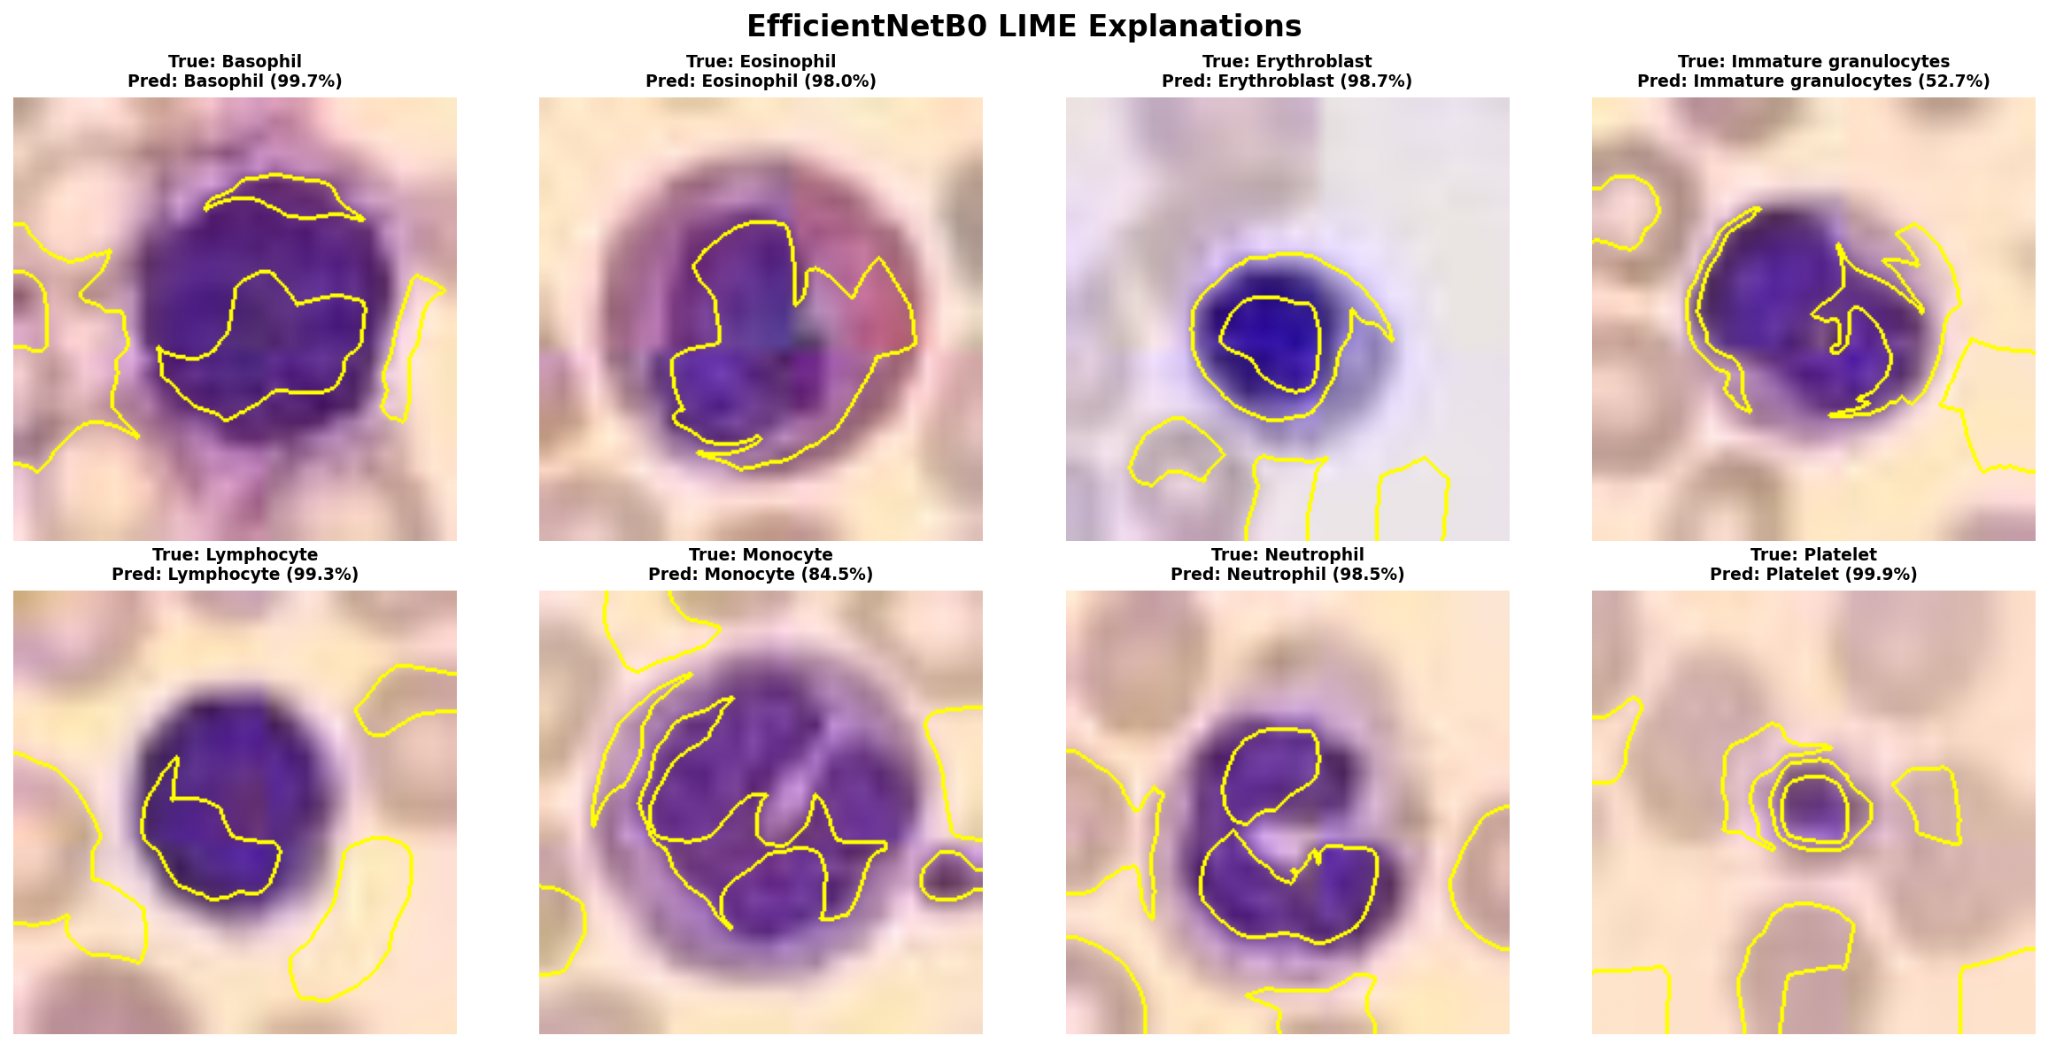 EfficientNetB0 LIME Explanations
True: Basophil
Pred: Basophil (99.7%)
True: Eosinophil
Pred: Eosinophil (98.0%)
True: Erythroblast
Pred: Erythroblast (98.7%)
True: Immature granulocytes
Pred: Immature granulocytes (52.7%)
True: Lymphocyte
Pred: Lymphocyte (99.3%)
True: Monocyte
Pred: Monocyte (84.5%)
True: Neutrophil
Pred: Neutrophil (98.5%)
True: Platelet
Pred: Platelet (99.9%)